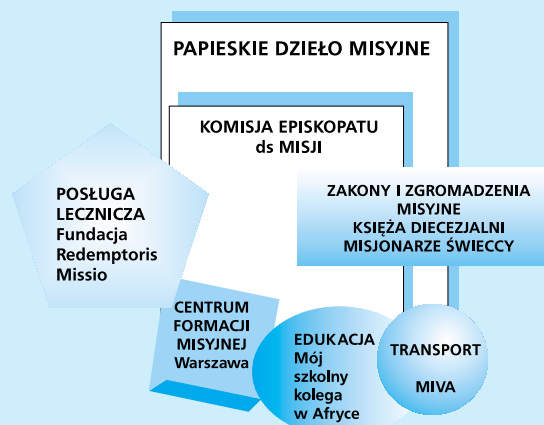 PAPIESKIE DZIEŁO MISYJNE
KOMISJA EPISKOPATU
ds MISJI
POSŁUGA
LECZNICZA
Fundacja
Redemptoris
Missio
ZAKONY I ZGROMADZENIA
MISYJNE
KSIĘŻA DIECEZJALNI
MISJONARZE ŚWIECCY
CENTRUM
FORMACJI
MISYJNEJ
Warszawa
EDUKACJA
Mój
szkolny
kolega
w Afryce
TRANSPORT
MIVA